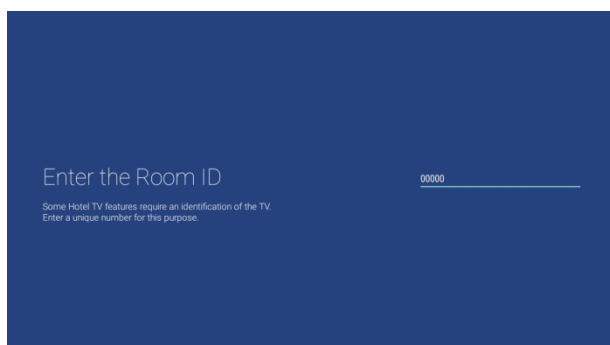 Enter the Room ID
00000
Some Hotel TV features require an identification of the TV.
Enter a unique number for this purpose.